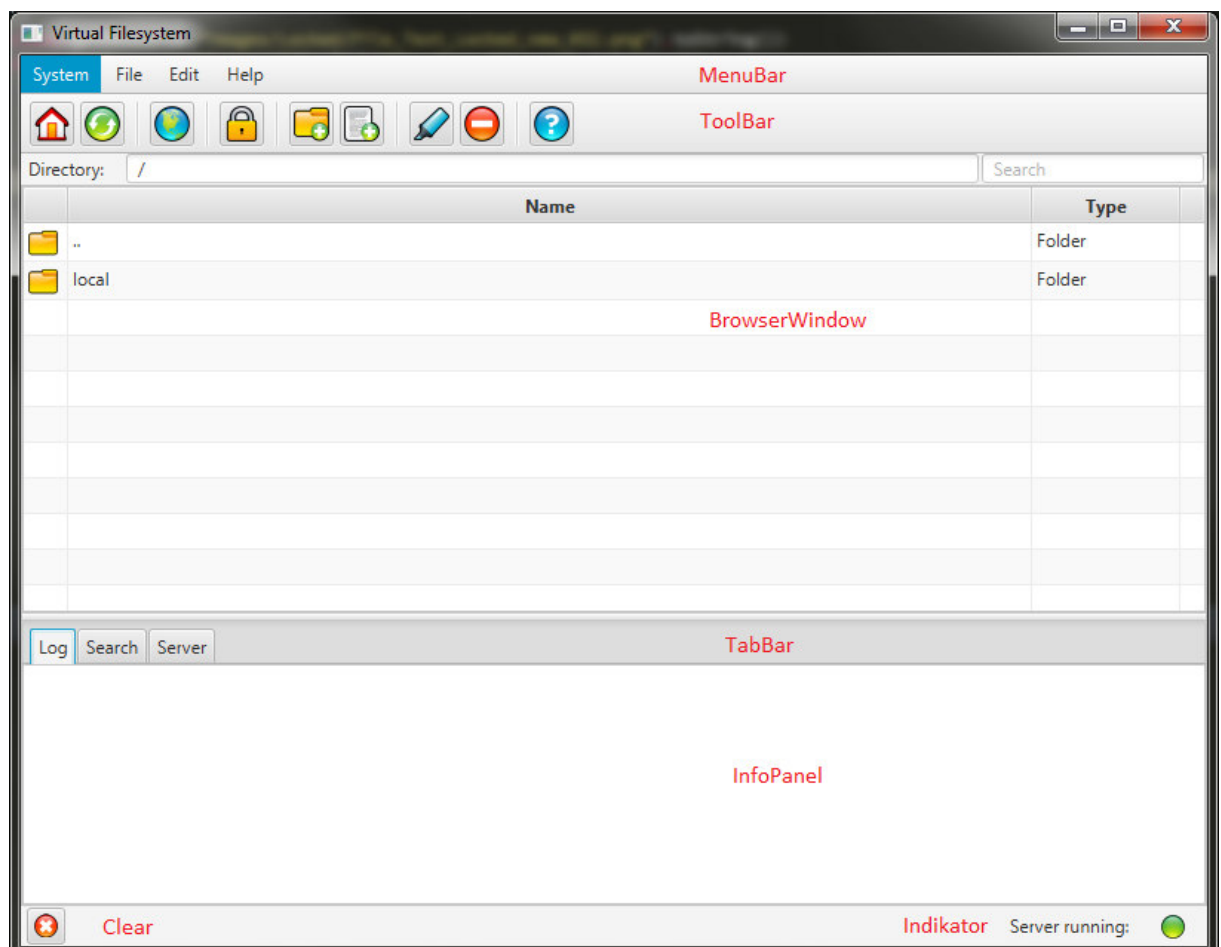 Virtual Filesystem
System File Edit Help MenuBar
ToolBar
Directory: / Search
Name Type
.. Folder
local Folder
BrowserWindow
Log Search Server TabBar
InfoPanel
Clear Indikator Server running: